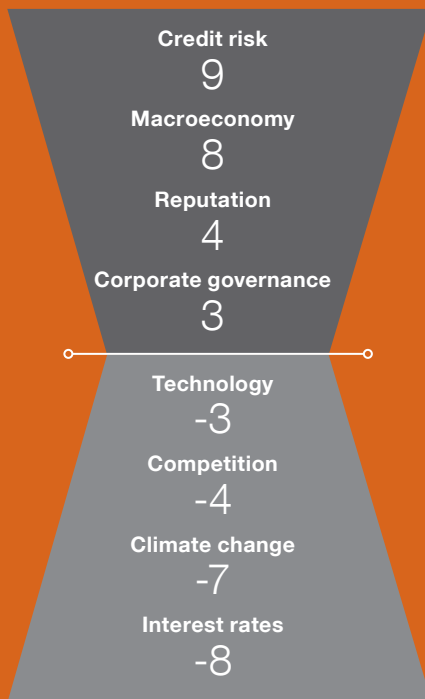 Credit risk
9
Macroeconomy
8
Reputation
4
Corporate governance
3
Technology
-3
Competition
-4
Climate change
-7
Interest rates
-8